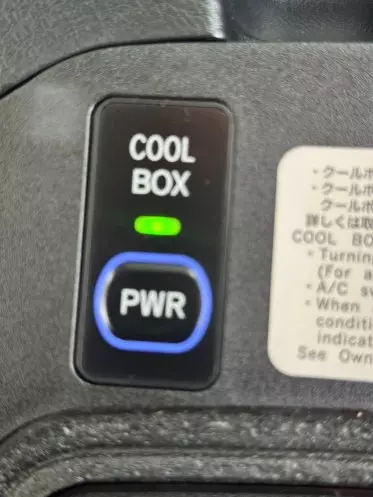 COOL
BOX
PWR
・クールボ
・クールボ
クールボ
詳しくは取
COOL BO
・Turning
(For a
・A/C sw
・When
conditi
indicat
See Own